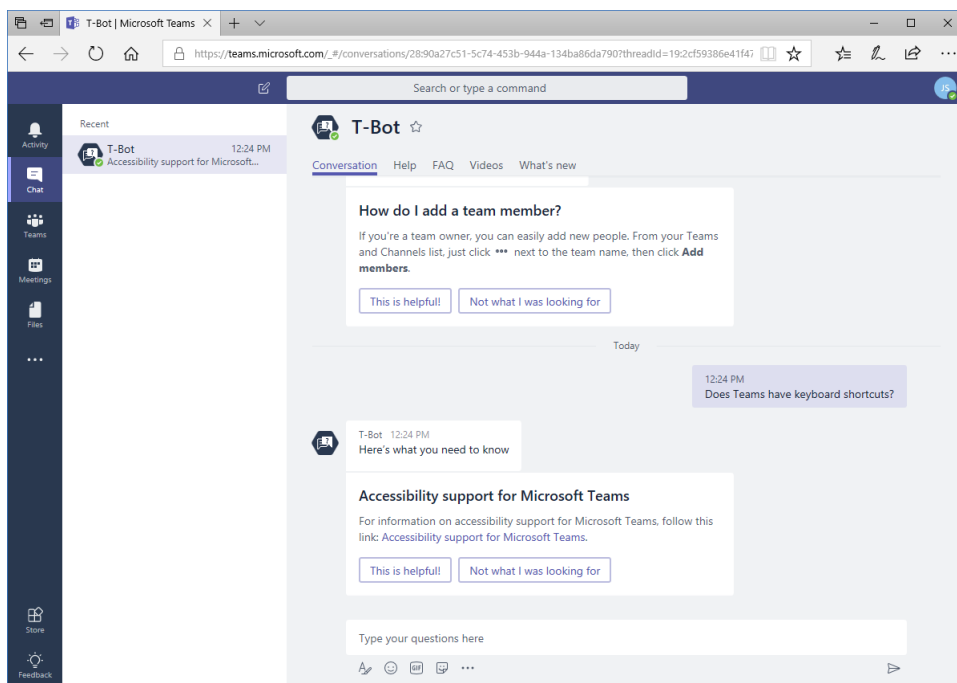 T-Bot | Microsoft Teams
https://teams.microsoft.com/_#/conversations/28:90a27c51-5c74-453b-944a-134ba86da790?threadId=19:2cf59386e41f47
Search or type a command
JS
Activity
Chat
Teams
Meetings
Files
Store
Feedback
Recent
T-Bot 12:24 PM
Accessibility support for Microsoft...
T-Bot
Conversation Help FAQ Videos What's new
How do I add a team member?
If you're a team owner, you can easily add new people. From your Teams
and Channels list, just click ••• next to the team name, then click Add
members.
This is helpful! Not what I was looking for
Today
12:24 PM
Does Teams have keyboard shortcuts?
T-Bot 12:24 PM
Here's what you need to know
Accessibility support for Microsoft Teams
For information on accessibility support for Microsoft Teams, follow this
link: Accessibility support for Microsoft Teams.
This is helpful! Not what I was looking for
Type your questions here
GIF